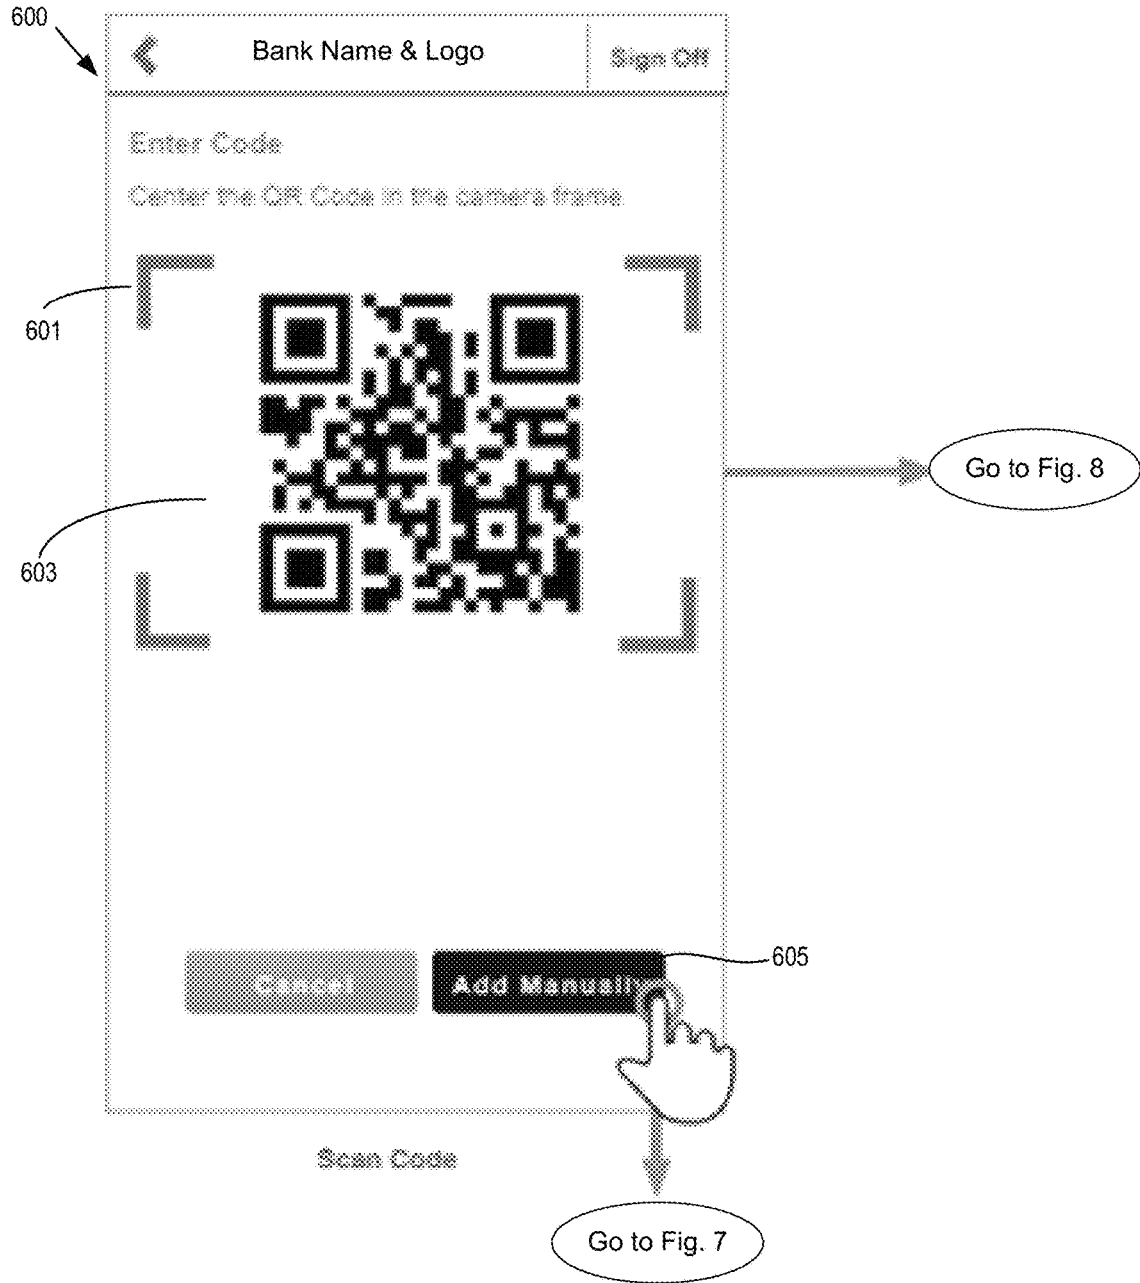 600
Bank Name & Logo
Sign Off
Enter Code
Center the QR Code in the camera frame.
601
603
Go to Fig. 8
Cancel
Add Manually
605
Scan Code
Go to Fig. 7